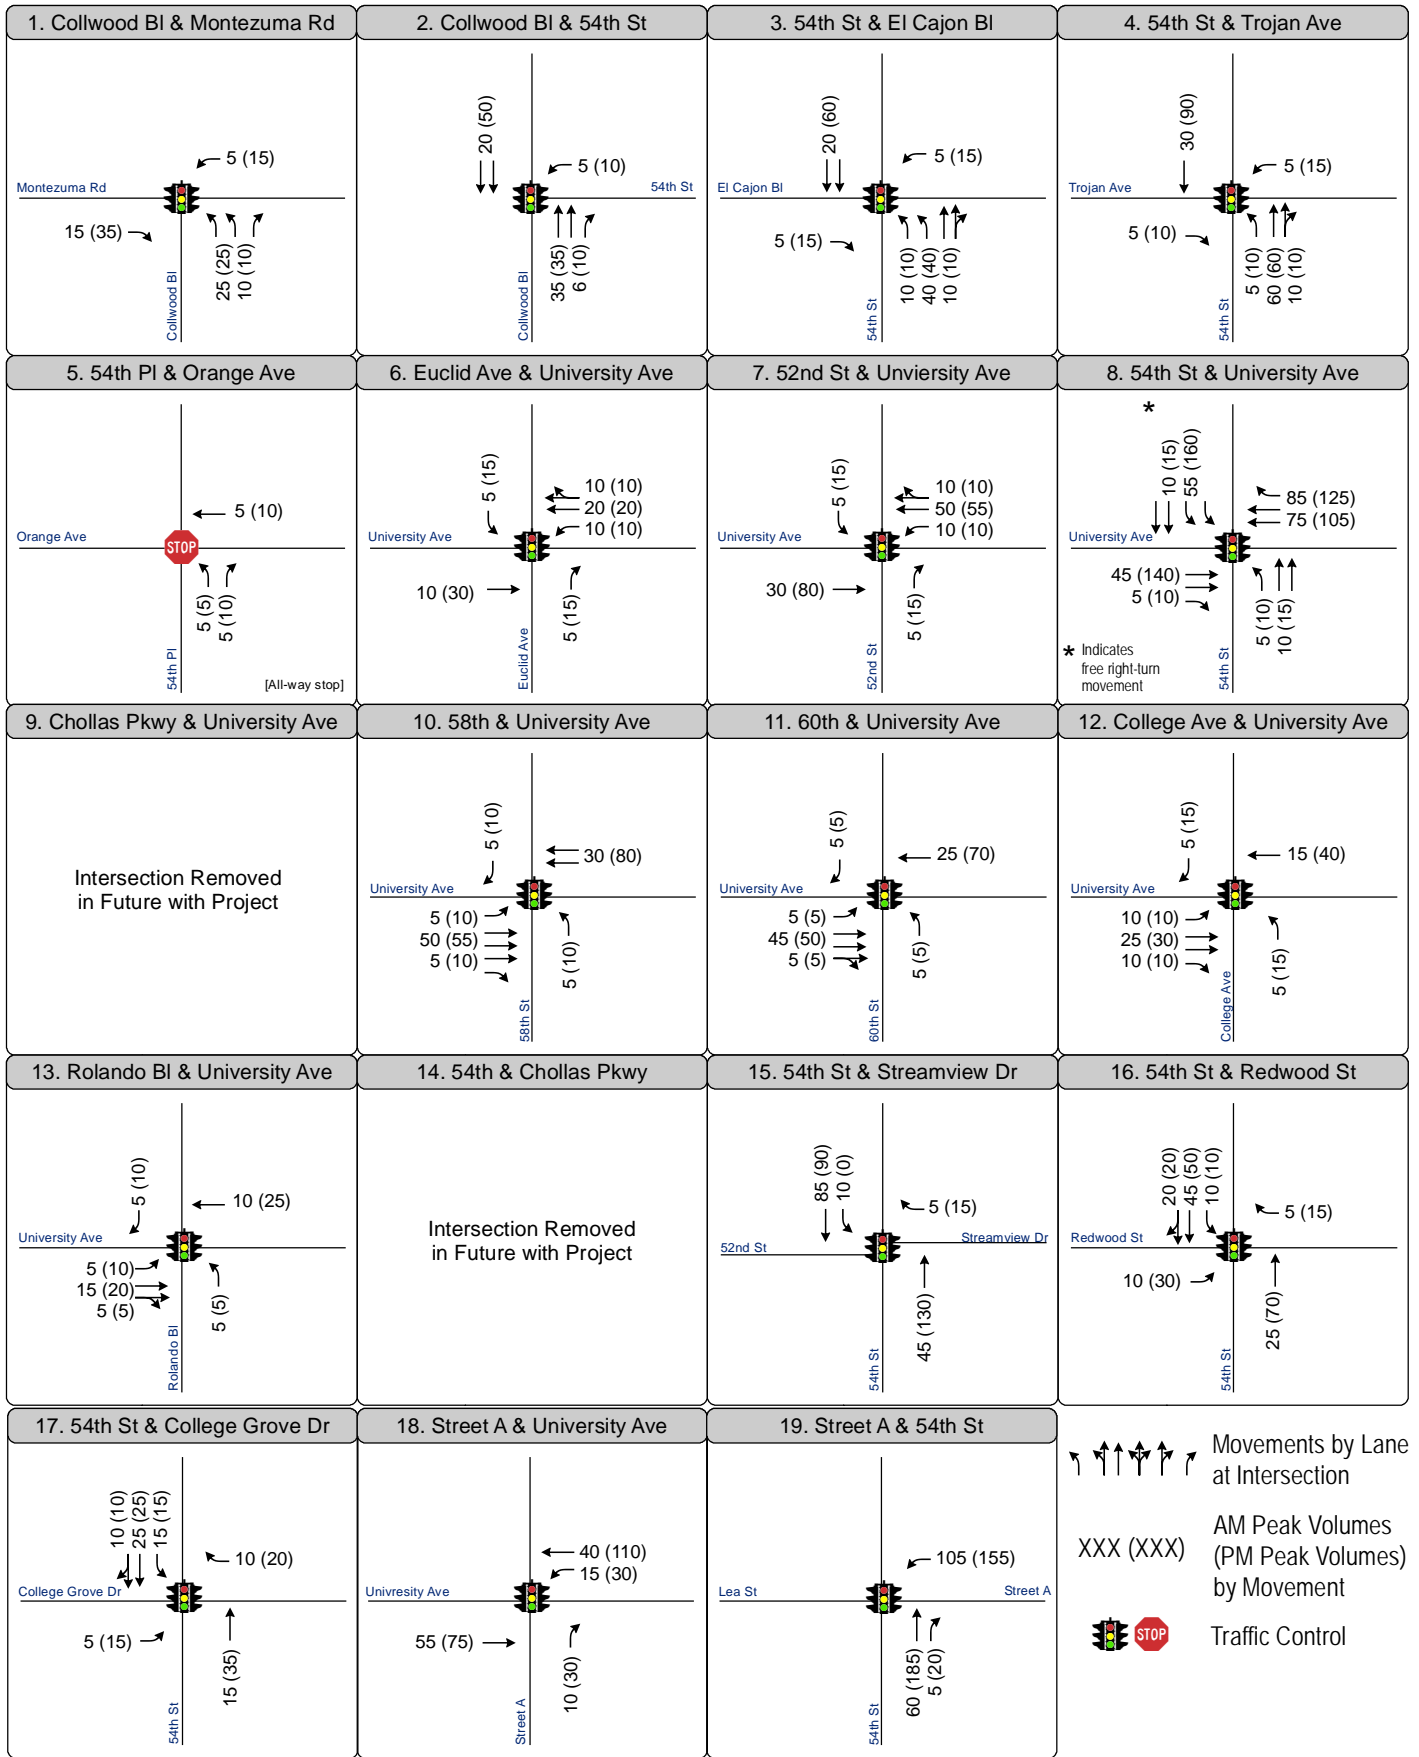 1. Collwood Bl & Montezuma Rd
5 (15)
Montezuma Rd
15 (35)
25 (25)
10 (10)
Collwood Bl
2. Collwood Bl & 54th St
20 (50)
5 (10)
54th St
35 (35)
6 (10)
3. 54th St & El Cajon Bl
20 (60)
5 (15)
El Cajon Bl
5 (15)
10 (10)
40 (40)
10 (10)
54th St
4. 54th St & Trojan Ave
30 (90)
5 (15)
Trojan Ave
5 (10)
5 (10)
60 (60)
10 (10)
54th St
5. 54th Pl & Orange Ave
5 (10)
Orange Ave
STOP
5 (5)
5 (10)
54th Pl
[All-way stop]
6. Euclid Ave & University Ave
5 (15)
10 (10)
20 (20)
10 (10)
University Ave
10 (30)
5 (15)
Euclid Ave
7. 52nd St & Unviersity Ave
5 (15)
10 (10)
50 (55)
10 (10)
University Ave
30 (80)
5 (15)
52nd St
8. 54th St & University Ave
*
10 (15)
55 (160)
85 (125)
75 (105)
University Ave
45 (140)
5 (10)
5 (10)
10 (15)
54th St
* Indicates
free right-turn
movement
9. Chollas Pkwy & University Ave
Intersection Removed
in Future with Project
10. 58th & University Ave
5 (10)
30 (80)
University Ave
5 (10)
50 (55)
5 (10)
5 (10)
58th St
11. 60th & University Ave
5 (5)
25 (70)
University Ave
5 (5)
45 (50)
5 (5)
5 (5)
60th St
12. College Ave & University Ave
5 (15)
15 (40)
University Ave
10 (10)
25 (30)
10 (10)
5 (15)
College Ave
13. Rolando Bl & University Ave
5 (10)
10 (25)
University Ave
5 (10)
15 (20)
5 (5)
5 (5)
Rolando Bl
14. 54th & Chollas Pkwy
Intersection Removed
in Future with Project
15. 54th St & Streamview Dr
85 (90)
10 (0)
5 (15)
52nd St
Streamview Dr
45 (130)
54th St
16. 54th St & Redwood St
20 (20)
45 (50)
10 (10)
5 (15)
Redwood St
10 (30)
25 (70)
54th St
17. 54th St & College Grove Dr
10 (10)
25 (25)
15 (15)
10 (20)
College Grove Dr
5 (15)
15 (35)
54th St
18. Street A & University Ave
40 (110)
15 (30)
Univresity Ave
55 (75)
10 (30)
Street A
19. Street A & 54th St
105 (155)
Lea St
Street A
60 (185)
5 (20)
54th St
Movements by Lane
at Intersection
XXX (XXX)
AM Peak Volumes
(PM Peak Volumes)
by Movement
STOP
Traffic Control